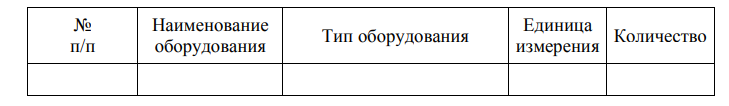 №
п/п
Наименование
оборудования
Тип оборудования
Единица
измерения
Количество